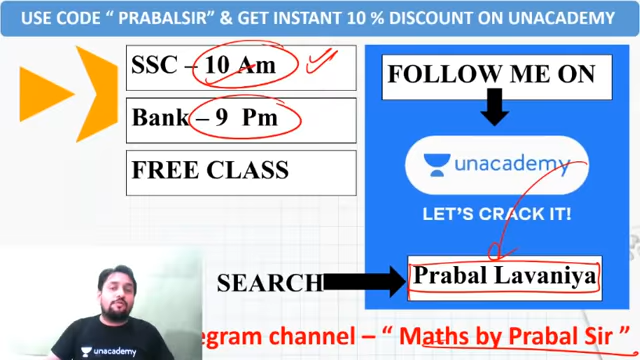 USE CODE “ PRABALSIR” & GET INSTANT 10 % DISCOUNT ON UNACADEMY
SSC – 10 Am
Bank – 9 Pm
FREE CLASS
FOLLOW ME ON
unacademy
LET'S CRACK IT!
SEARCH
Prabal Lavaniya
channel – “ Maths by Prabal Sir ”
unacademy